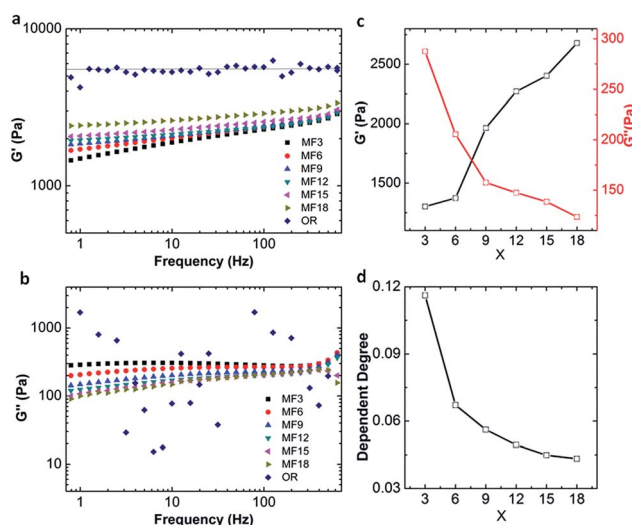 a
10000
1000
G' (Pa)
MF3
MF6
MF9
MF12
MF15
MF18
OR
1
10
100
Frequency (Hz)
b
1000
100
10
G'' (Pa)
MF3
MF6
MF9
MF12
MF15
MF18
OR
1
10
100
Frequency (Hz)
c
2500
2000
1500
G' (Pa)
300
250
200
150
G''(Pa)
3 6 9 12 15 18
X
d
0.12
0.09
0.06
0.03
Dependent Degree
3 6 9 12 15 18
X